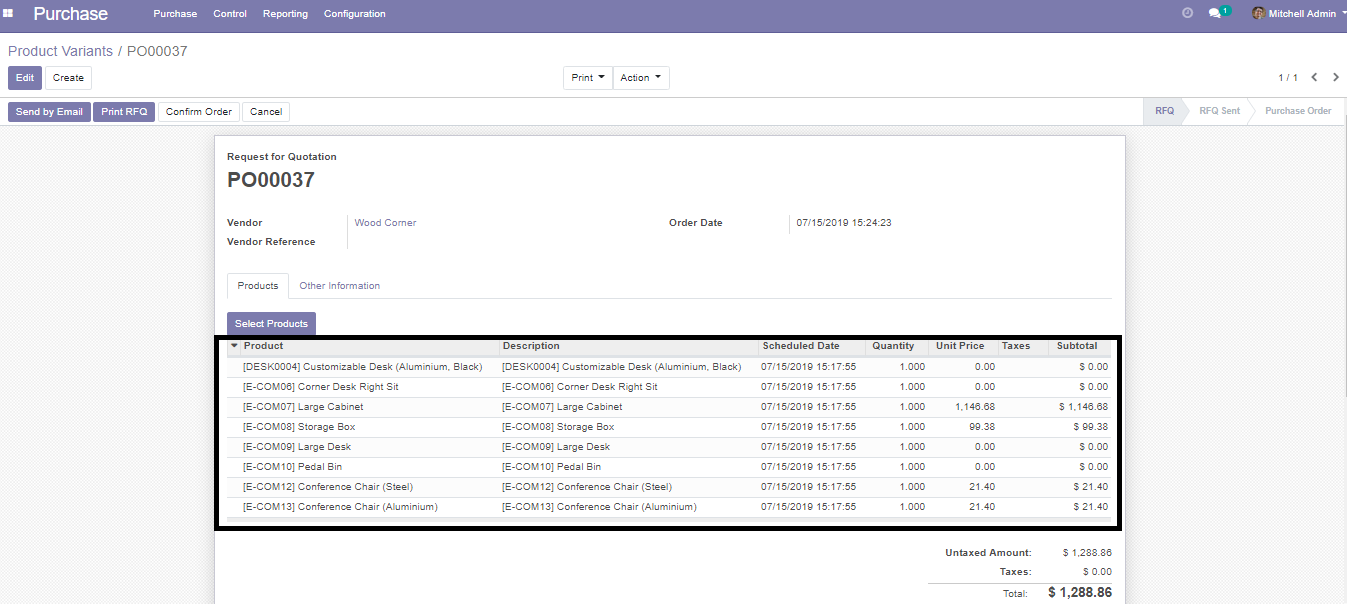 Purchase Purchase Control Reporting Configuration 1 Mitchell Admin
Product Variants / PO00037
Edit Create Print Action 1 / 1
Send by Email Print RFQ Confirm Order Cancel RFQ RFQ Sent Purchase Order
Request for Quotation
PO00037
Vendor Wood Corner Order Date 07/15/2019 15:24:23
Vendor Reference
Products Other Information
Select Products
Product Description Scheduled Date Quantity Unit Price Taxes Subtotal
[DESK0004] Customizable Desk (Aluminium, Black) [DESK0004] Customizable Desk (Aluminium, Black) 07/15/2019 15:17:55 1.000 0.00 $ 0.00
[E-COM06] Corner Desk Right Sit [E-COM06] Corner Desk Right Sit 07/15/2019 15:17:55 1.000 0.00 $ 0.00
[E-COM07] Large Cabinet [E-COM07] Large Cabinet 07/15/2019 15:17:55 1.000 1,146.68 $ 1,146.68
[E-COM08] Storage Box [E-COM08] Storage Box 07/15/2019 15:17:55 1.000 99.38 $ 99.38
[E-COM09] Large Desk [E-COM09] Large Desk 07/15/2019 15:17:55 1.000 0.00 $ 0.00
[E-COM10] Pedal Bin [E-COM10] Pedal Bin 07/15/2019 15:17:55 1.000 0.00 $ 0.00
[E-COM12] Conference Chair (Steel) [E-COM12] Conference Chair (Steel) 07/15/2019 15:17:55 1.000 21.40 $ 21.40
[E-COM13] Conference Chair (Aluminium) [E-COM13] Conference Chair (Aluminium) 07/15/2019 15:17:55 1.000 21.40 $ 21.40
Untaxed Amount: $ 1,288.86
Taxes: $ 0.00
Total: $ 1,288.86